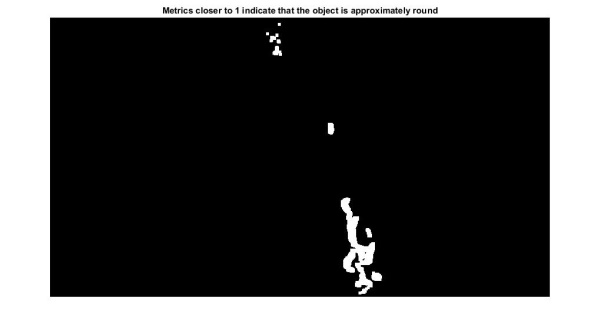 Metrics closer to 1 indicate that the object is approximately round